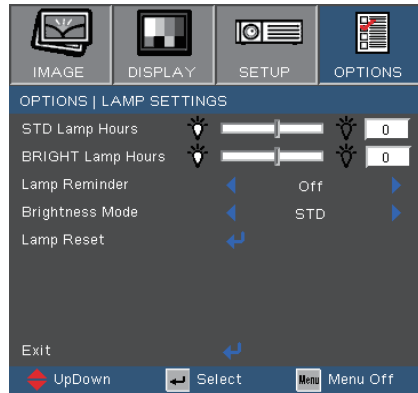 IMAGE DISPLAY SETUP OPTIONS
OPTIONS | LAMP SETTINGS
STD Lamp Hours 0
BRIGHT Lamp Hours 0
Lamp Reminder Off
Brightness Mode STD
Lamp Reset
Exit
UpDown Select Menu Menu Off